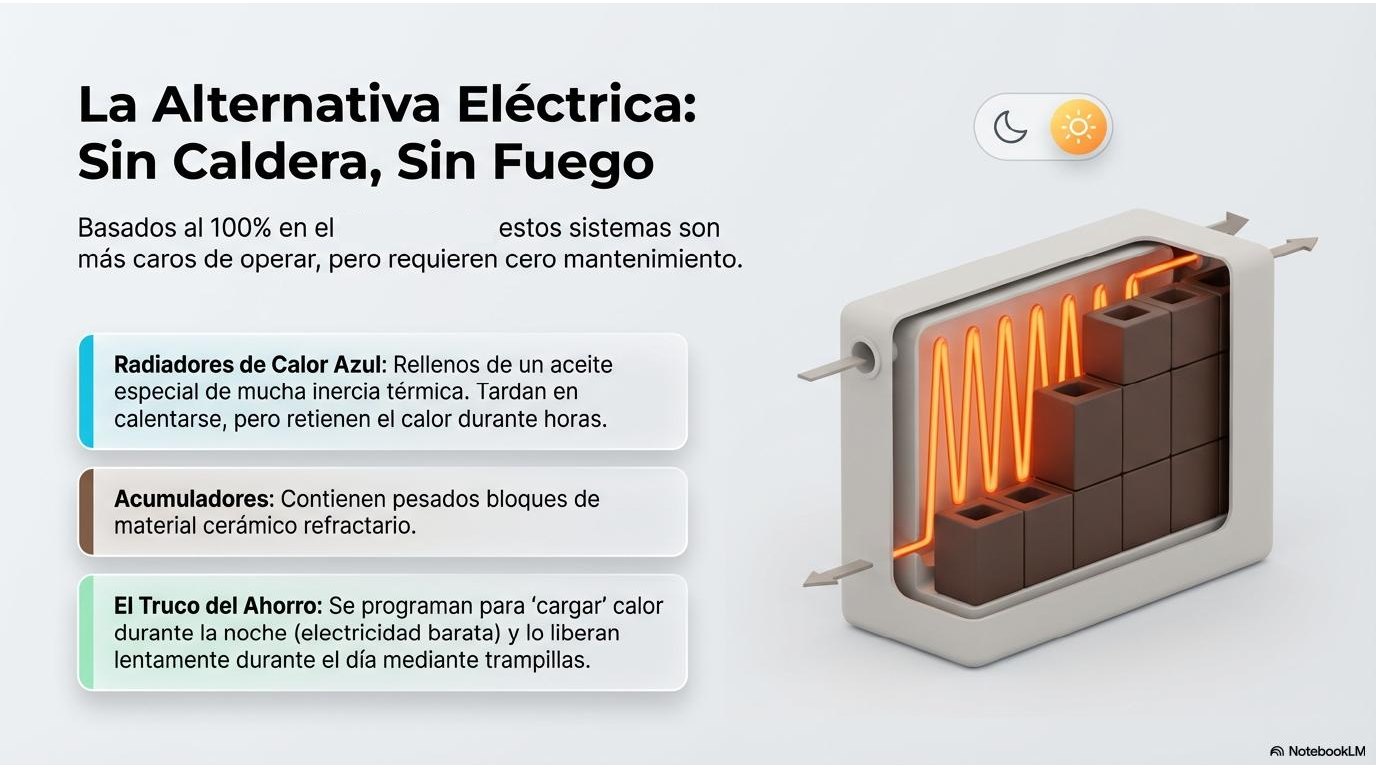 La Alternativa Eléctrica:
Sin Caldera, Sin Fuego
Basados al 100% en el estos sistemas son
más caros de operar, pero requieren cero mantenimiento.
Radiadores de Calor Azul: Rellenos de un aceite
especial de mucha inercia térmica. Tardan en
calentarse, pero retienen el calor durante horas.
Acumuladores: Contienen pesados bloques de
material cerámico refractario.
El Truco del Ahorro: Se programan para ‘cargar’ calor
durante la noche (electricidad barata) y lo liberan
lentamente durante el día mediante trampillas.
NotebookLM